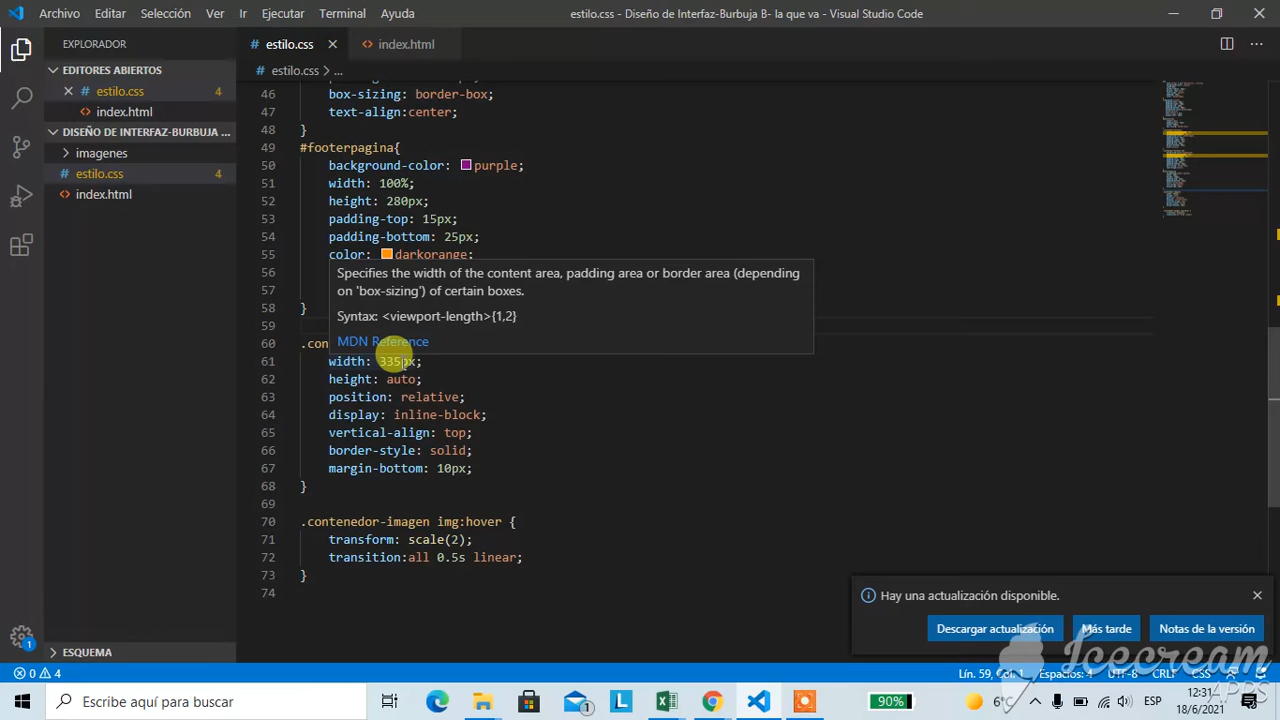 Archivo Editar Selección Ver Ir Ejecutar Terminal Ayuda
estilo.css - Diseño de Interfaz-Burbuja B- la que va - Visual Studio Code
EXPLORADOR
EDITORES ABIERTOS
estilo.css 4
index.html
DISEÑO DE INTERFAZ-BURBUJA ...
imagenes
estilo.css 4
index.html
ESQUEMA
estilo.css
index.html
estilo.css > ...
46 box-sizing: border-box;
47 text-align:center;
48 }
49 #footerpagina{
50 background-color: purple;
51 width: 100%;
52 height: 280px;
53 padding-top: 15px;
54 padding-bottom: 25px;
55 color: darkorange;
56
57
58 }
59
60 .con
61 width: 335px;
62 height: auto;
63 position: relative;
64 display: inline-block;
65 vertical-align: top;
66 border-style: solid;
67 margin-bottom: 10px;
68 }
69
70 .contenedor-imagen img:hover {
71 transform: scale(2);
72 transition:all 0.5s linear;
73 }
74
Specifies the width of the content area, padding area or border area (depending
on 'box-sizing') of certain boxes.
Syntax: <viewport-length>{1,2}
MDN Reference
Hay una actualización disponible.
Descargar actualización Más tarde Notas de la versión
1
0 4
Lín. 59, Col. 1 Espacios: 4 UTF-8 CRLF CSS
Icecream
APPS
Escribe aquí para buscar
1
90%
6°C
ESP
12:31
18/6/2021